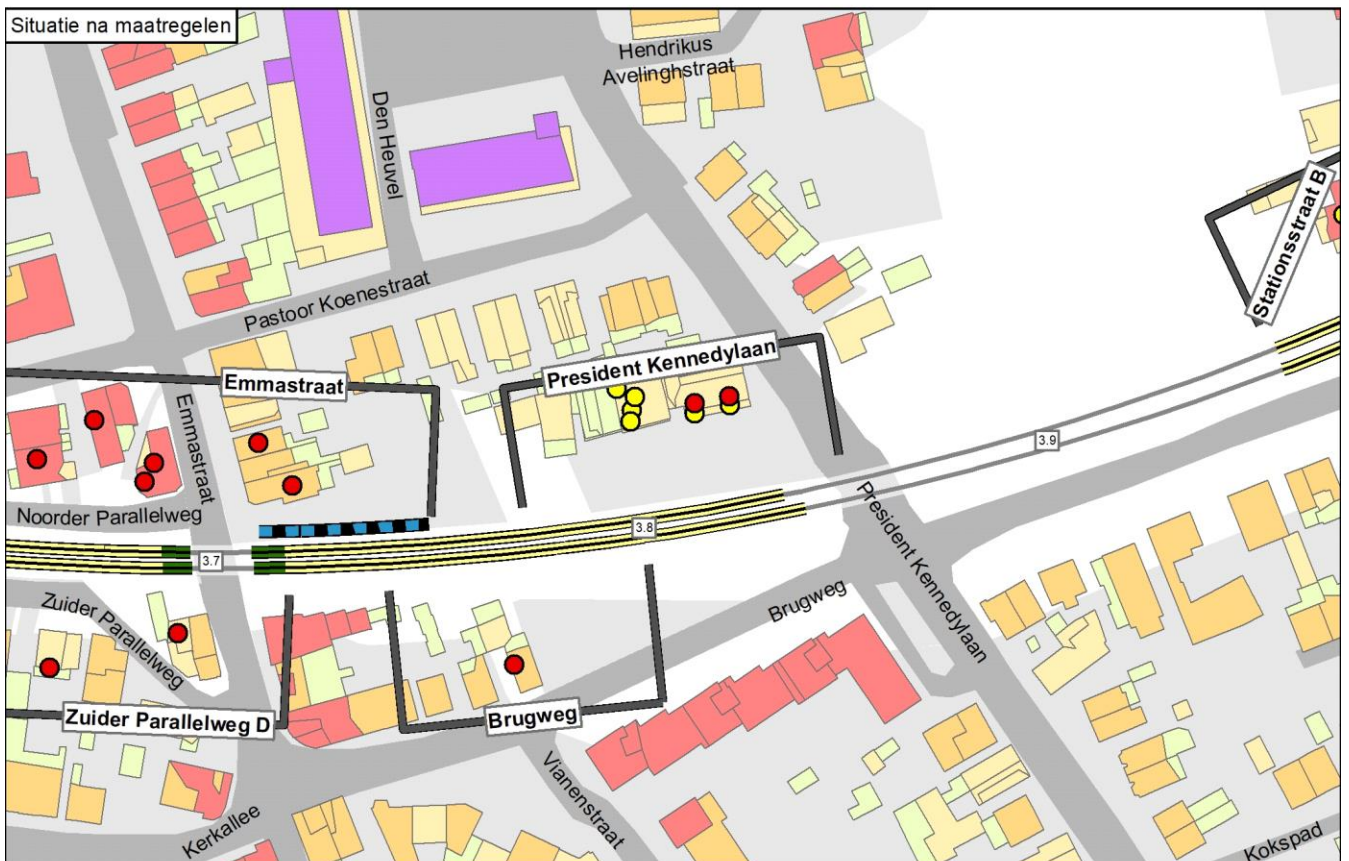 Situatie na maatregelen
Hendrikus
Avelinghstraat
Den Heuvel
Stationsstraat B
Pastoor Koenestraat
President Kennedylaan
Emmastraat
Emmastraat
3.9
Noorder Parallelweg
President Kennedylaan
3.8
3.7
Zuider Parallelweg
Brugweg
Zuider Parallelweg D
Brugweg
Vianenstraat
Kerkallee
Kokspad